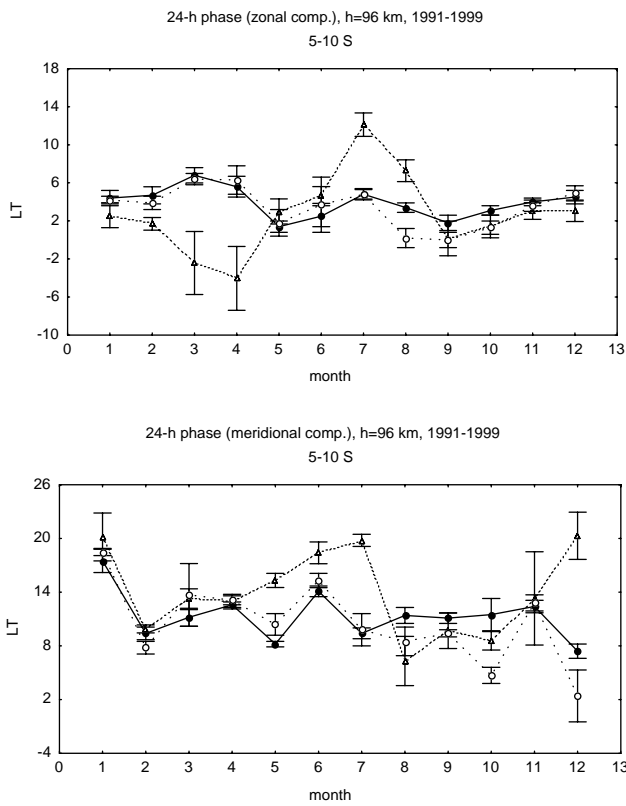 24-h phase (zonal comp.), h=96 km, 1991-1999
5-10 S
LT
18
14
10
6
2
-2
-6
-10
0 1 2 3 4 5 6 7 8 9 10 11 12 13
month
24-h phase (meridional comp.), h=96 km, 1991-1999
5-10 S
LT
26
20
14
8
2
-4
0 1 2 3 4 5 6 7 8 9 10 11 12 13
month